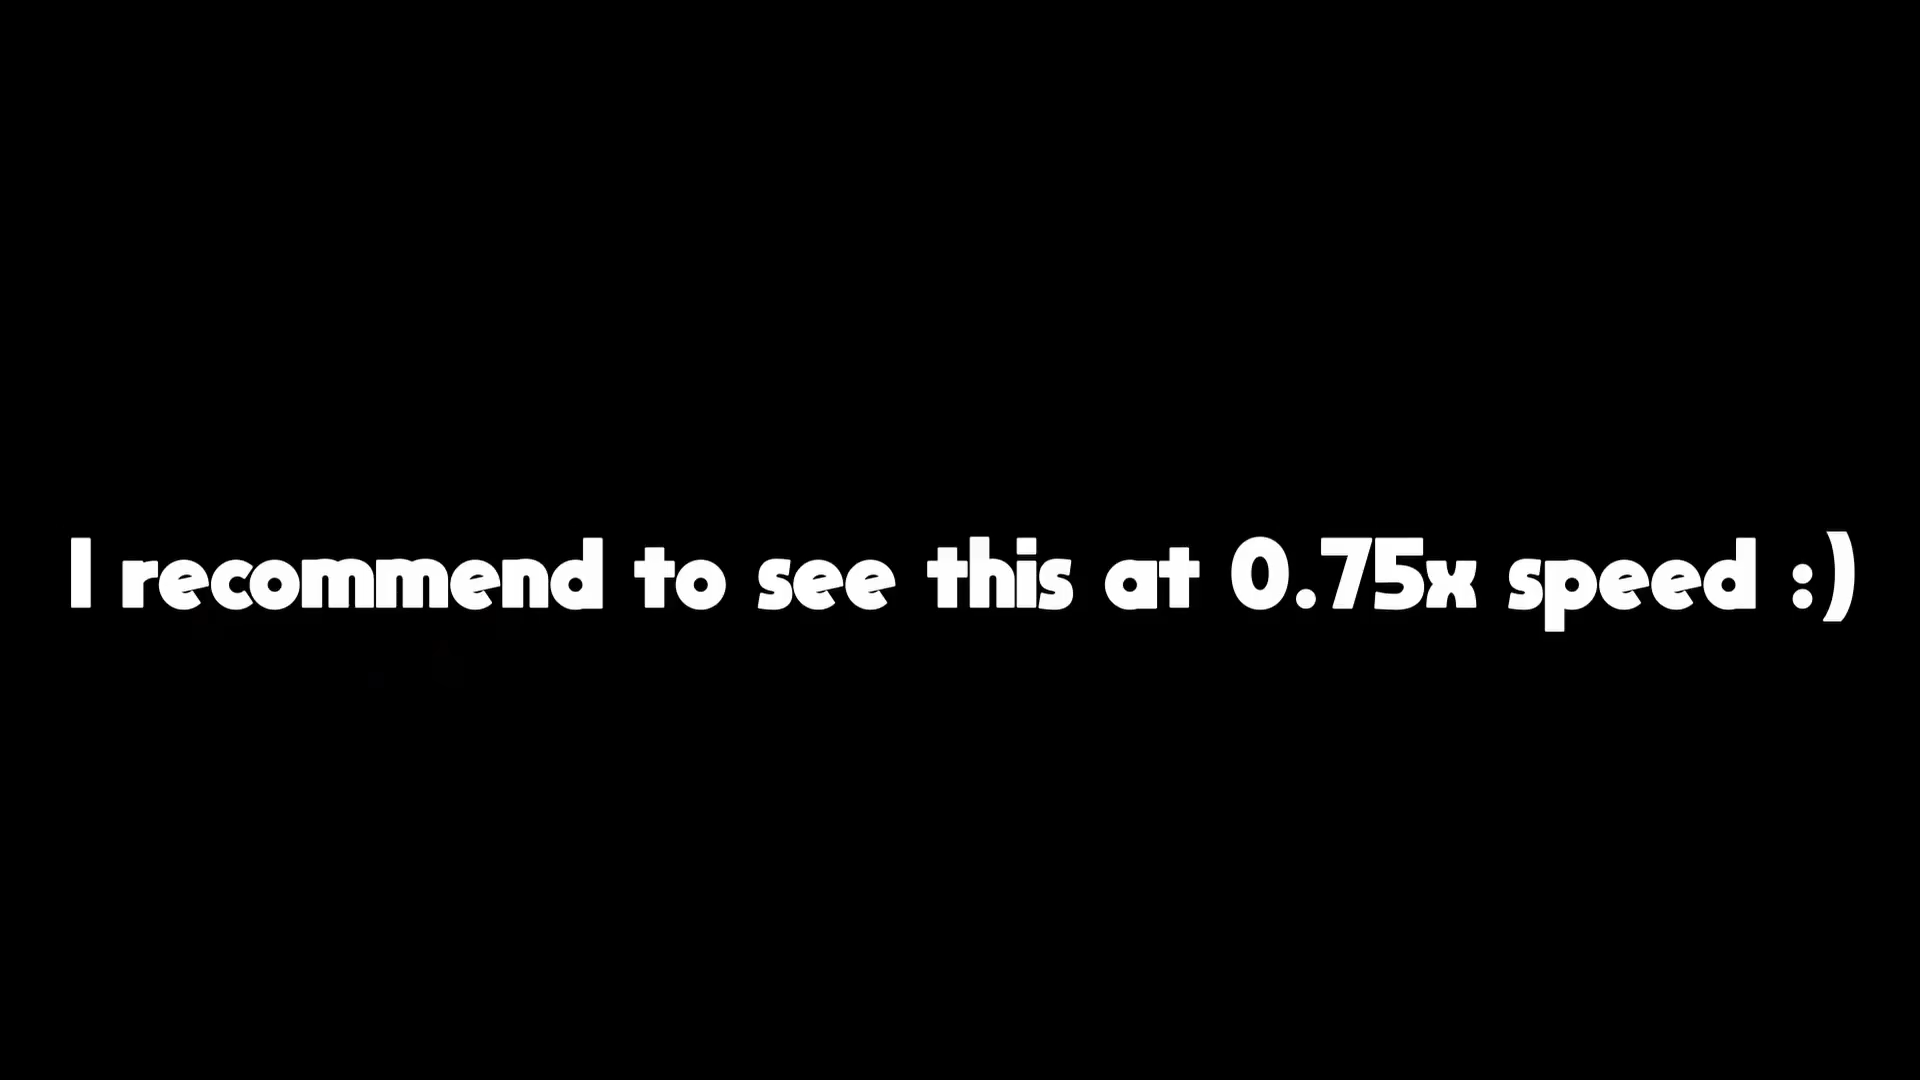 I recommend to see this at 0.75x speed :)